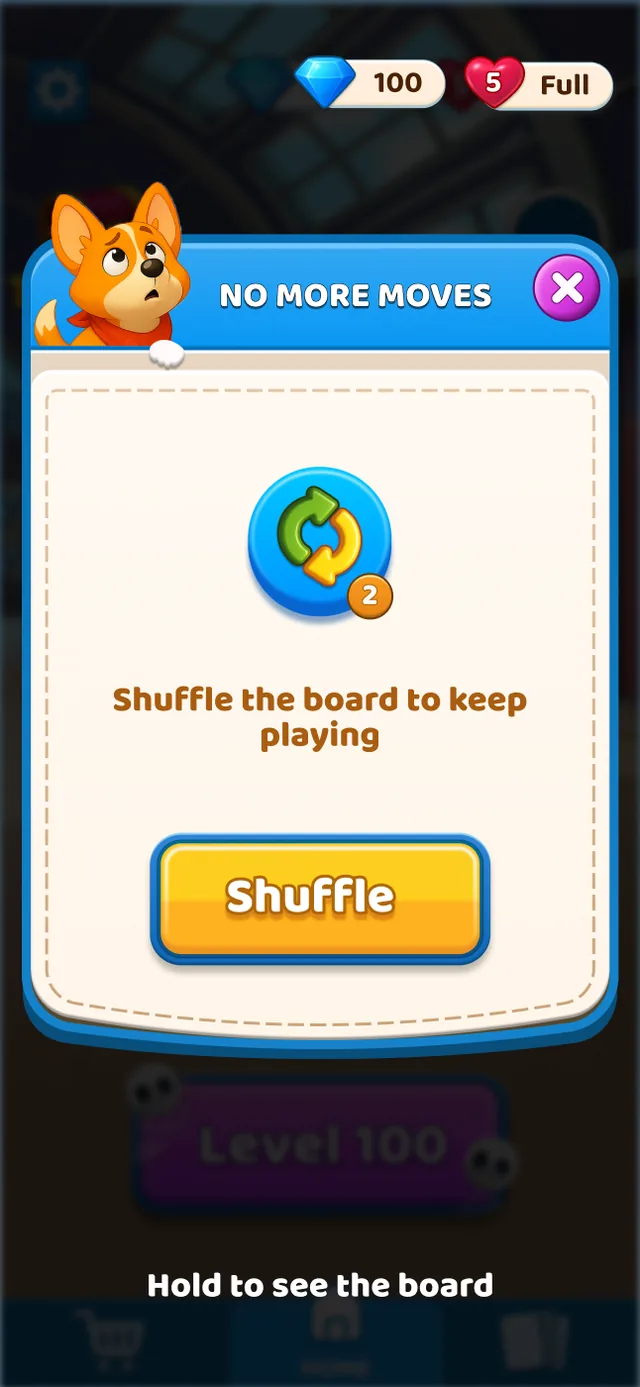 100
5
Full
NO MORE MOVES
2
Shuffle the board to keep
playing
Shuffle
Level 100
Hold to see the board
HOME